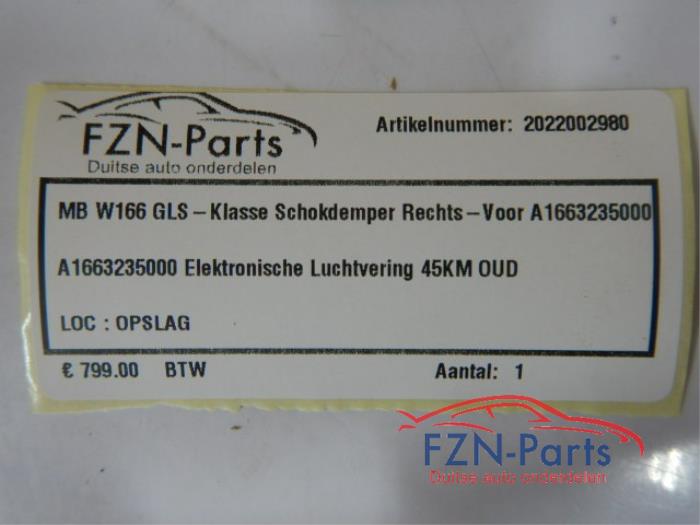 FZN-Parts
Duitse auto onderdelen
Artikelnummer: 2022002980
MB W166 GLS – Klasse Schokdemper Rechts – Voor A1663235000
A1663235000 Elektronische Luchtvering 45KM OUD
LOC : OPSLAG
€ 799.00 BTW Aantal: 1
FZN-Parts
Duitse auto onderdelen